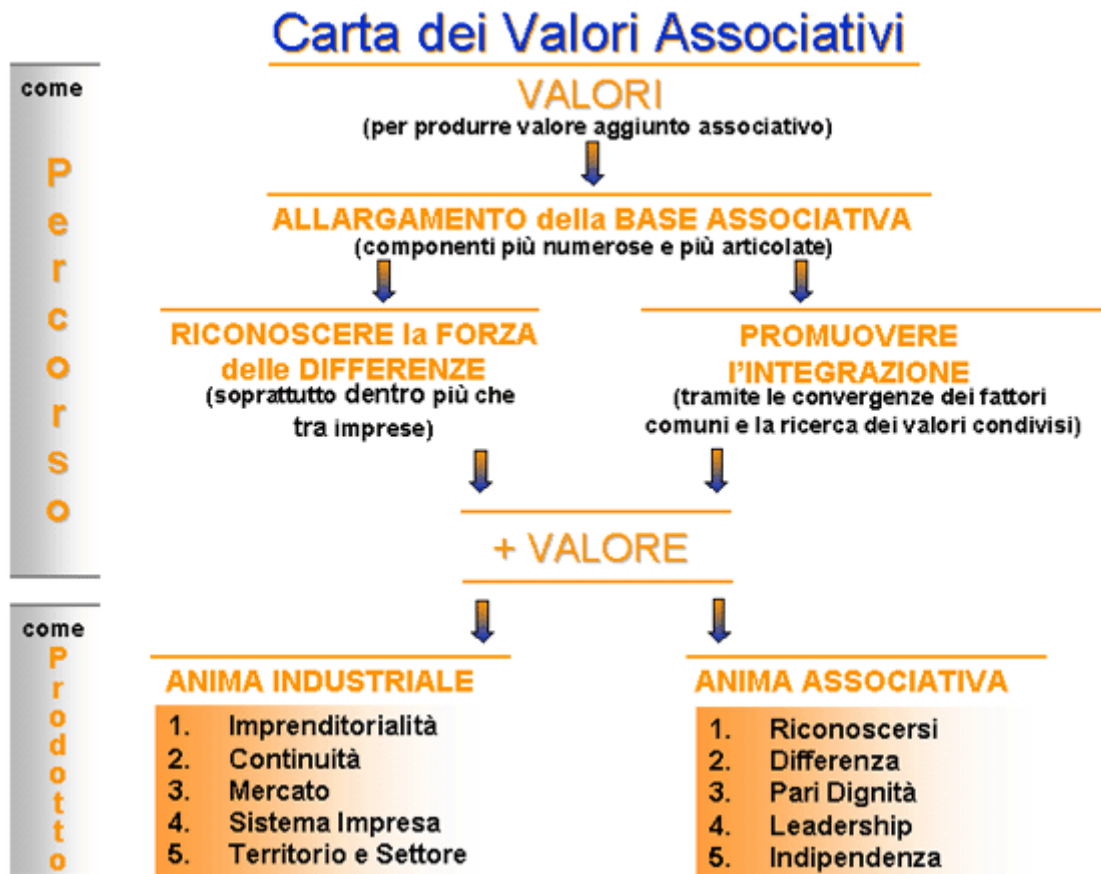 Carta dei Valori Associativi
come
Percorso
VALORI
(per produrre valore aggiunto associativo)
ALLARGAMENTO della BASE ASSOCIATIVA
(componenti più numerose e più articolate)
RICONOSCERE la FORZA
delle DIFFERENZE
(soprattutto dentro più che
tra imprese)
PROMUOVERE
l'INTEGRAZIONE
(tramite le convergenze dei fattori
comuni e la ricerca dei valori condivisi)
+ VALORE
come
Prodotto
ANIMA INDUSTRIALE
1. Imprenditorialità
2. Continuità
3. Mercato
4. Sistema Impresa
5. Territorio e Settore
ANIMA ASSOCIATIVA
1. Riconoscersi
2. Differenza
3. Pari Dignità
4. Leadership
5. Indipendenza